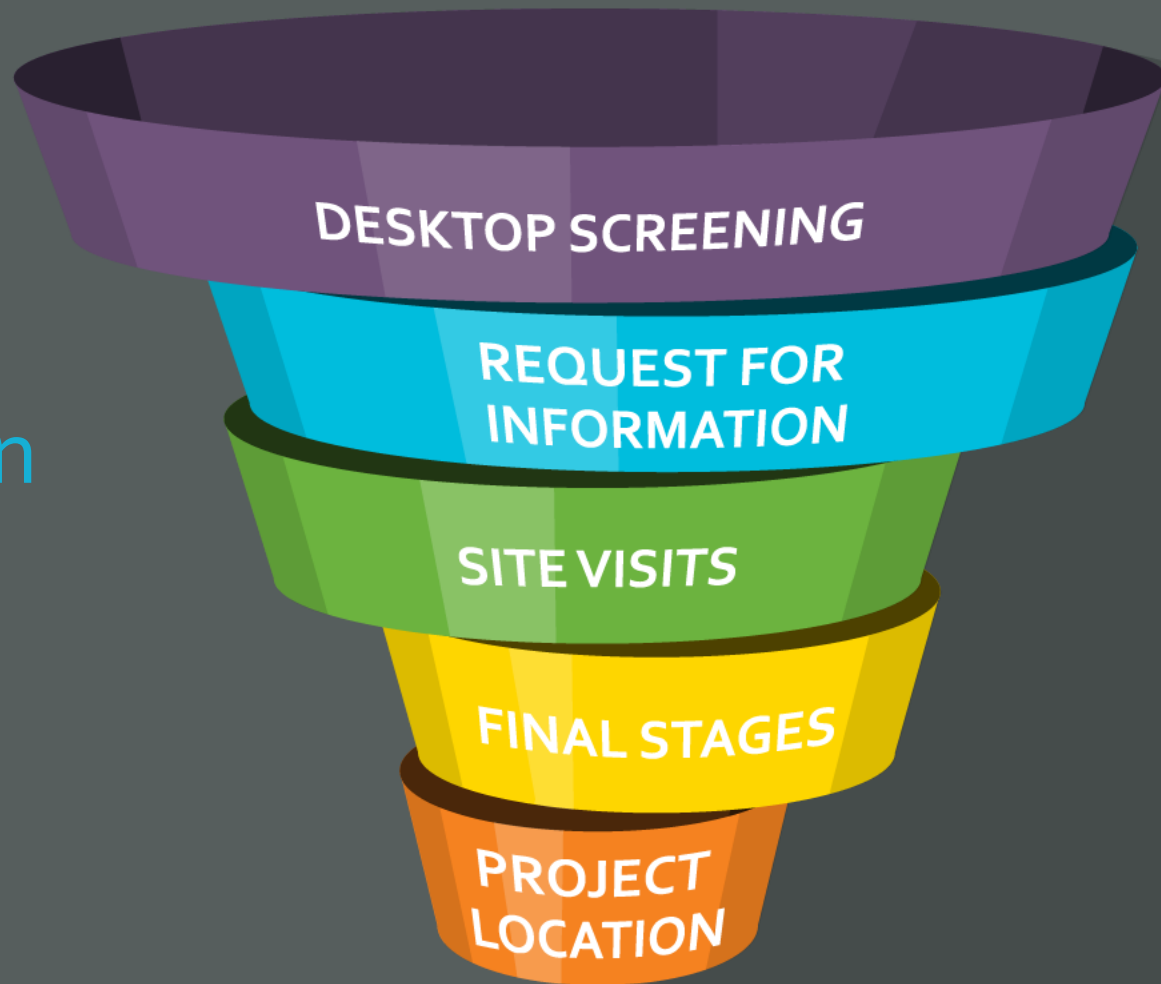 DESKTOP SCREENING
REQUEST FOR
INFORMATION
n
SITE VISITS
FINAL STAGES
PROJECT
LOCATION